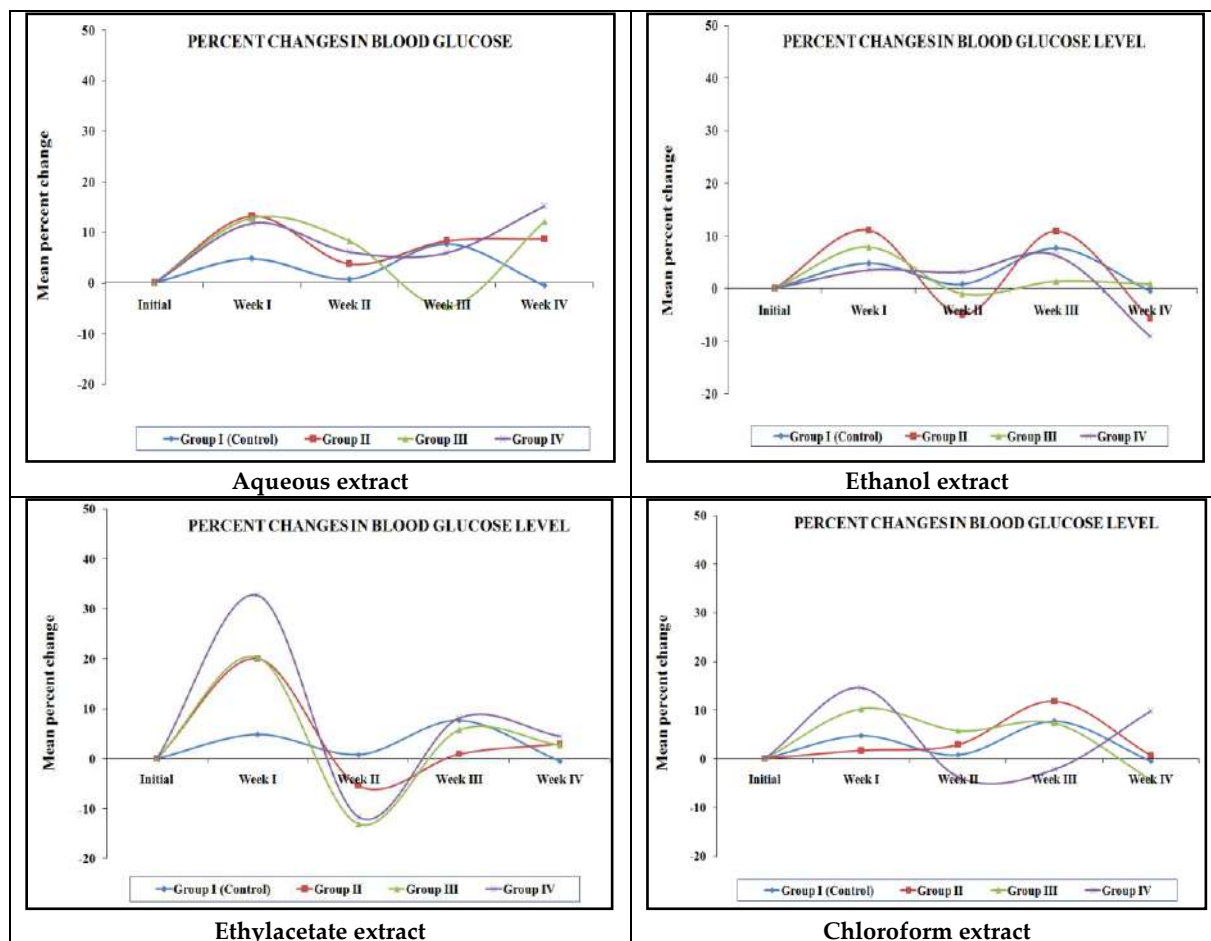 PERCENT CHANGES IN BLOOD GLUCOSE
50
40
30
20
10
0
-10
-20
Mean percent change
Initial Week I Week II Week III Week IV
Group I (Control) Group II Group III Group IV
Aqueous extract
PERCENT CHANGES IN BLOOD GLUCOSE LEVEL
50
40
30
20
10
0
-10
-20
Mean percent change
Initial Week I Week II Week III Week IV
Group I (Control) Group II Group III Group IV
Ethanol extract
PERCENT CHANGES IN BLOOD GLUCOSE LEVEL
50
40
30
20
10
0
-10
-20
Mean percent change
Initial Week I Week II Week III Week IV
Group I (Control) Group II Group III Group IV
Ethylacetate extract
PERCENT CHANGES IN BLOOD GLUCOSE LEVEL
50
40
30
20
10
0
-10
-20
Mean percent change
Initial Week I Week II Week III Week IV
Group I (Control) Group II Group III Group IV
Chloroform extract